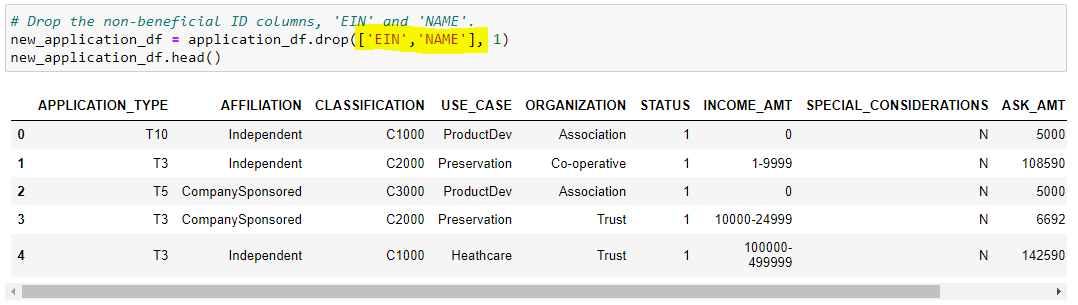 # Drop the non-beneficial ID columns, 'EIN' and 'NAME'.
new_application_df = application_df.drop(['EIN','NAME'], 1)
new_application_df.head()
APPLICATION_TYPE AFFILIATION CLASSIFICATION USE_CASE ORGANIZATION STATUS INCOME_AMT SPECIAL_CONSIDERATIONS ASK_AMT
0 T10 Independent C1000 ProductDev Association 1 0 N 5000
1 T3 Independent C2000 Preservation Co-operative 1 1-9999 N 108590
2 T5 CompanySponsored C3000 ProductDev Association 1 0 N 5000
3 T3 CompanySponsored C2000 Preservation Trust 1 10000-24999 N 6692
4 T3 Independent C1000 Heathcare Trust 1 100000-
499999 N 142590